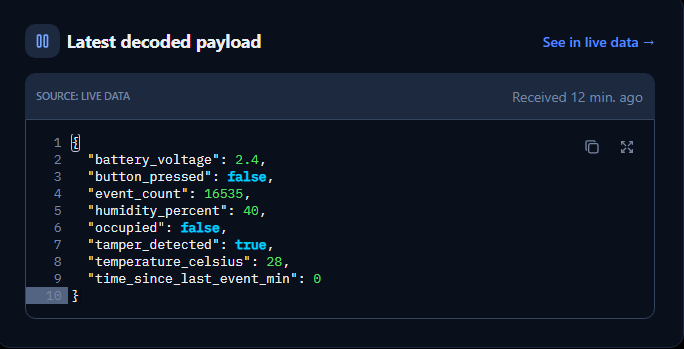 Latest decoded payload
See in live data →
SOURCE: LIVE DATA
Received 12 min. ago
1 {
2 "battery_voltage": 2.4,
3 "button_pressed": false,
4 "event_count": 16535,
5 "humidity_percent": 40,
6 "occupied": false,
7 "tamper_detected": true,
8 "temperature_celsius": 28,
9 "time_since_last_event_min": 0
10 }